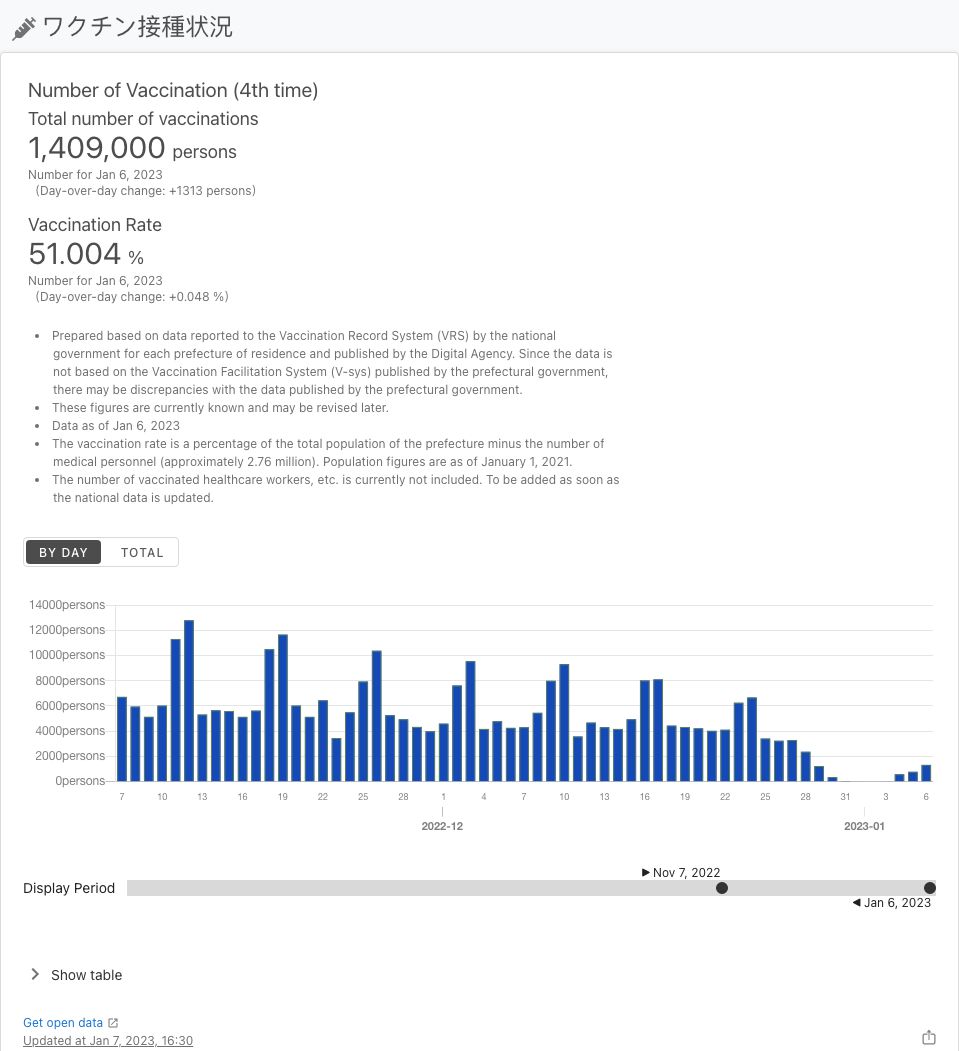 ワクチン接種状況
Number of Vaccination (4th time)
Total number of vaccinations
1,409,000 persons
Number for Jan 6, 2023
(Day-over-day change: +1313 persons)
Vaccination Rate
51.004 %
Number for Jan 6, 2023
(Day-over-day change: +0.048 %)
• Prepared based on data reported to the Vaccination Record System (VRS) by the national
government for each prefecture of residence and published by the Digital Agency. Since the data is
not based on the Vaccination Facilitation System (V-sys) published by the prefectural government,
there may be discrepancies with the data published by the prefectural government.
• These figures are currently known and may be revised later.
• Data as of Jan 6, 2023
• The vaccination rate is a percentage of the total population of the prefecture minus the number of
medical personnel (approximately 2.76 million). Population figures are as of January 1, 2021.
• The number of vaccinated healthcare workers, etc. is currently not included. To be added as soon as
the national data is updated.
BY DAY TOTAL
14000persons
12000persons
10000persons
8000persons
6000persons
4000persons
2000persons
0persons
7 10 13 16 19 22 25 28 1 4 7 10 13 16 19 22 25 28 31 3 6
2022-12 2023-01
Nov 7, 2022
Display Period
Jan 6, 2023
Show table
Get open data
Updated at Jan 7, 2023, 16:30